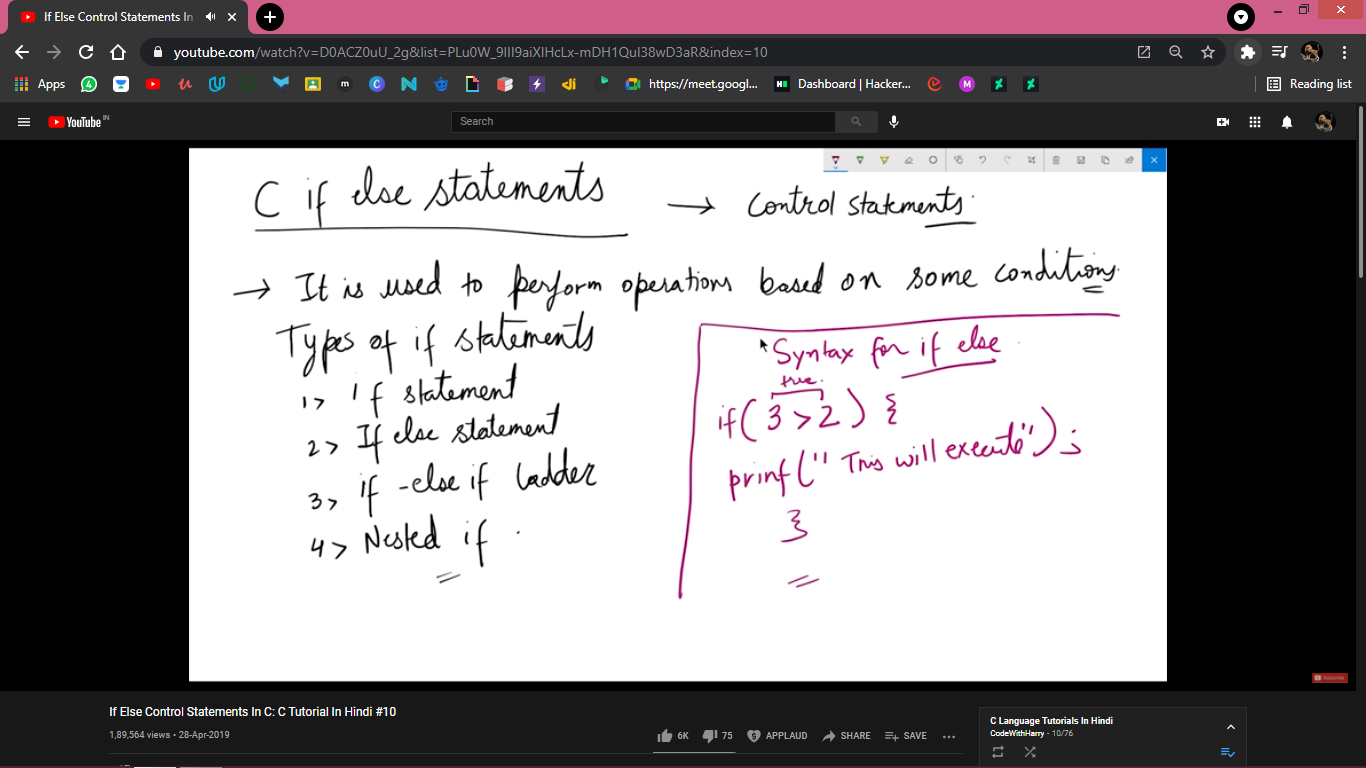 If Else Control Statements In
youtube.com/watch?v=D0ACZ0uU_2g&list=PLu0W_9lII9aiXlHcLx-mDH1Qul38wD3aR&index=10
Apps https://meet.googl... Dashboard | Hacker... Reading list
YouTube IN Search
C if else statements → Control statements
→ It is used to perform operations based on some conditions.
Types of if statements
1> If statement
2> If else statement
3> if -else if ladder
4> Nested if
Syntax for if else
true.
if( 3 > 2 ) {
prinf(" This will execute") ;
}
Subscribe
If Else Control Statements In C: C Tutorial In Hindi #10
1,89,564 views • 28-Apr-2019
6K 75 APPLAUD SHARE SAVE
C Language Tutorials In Hindi
CodeWithHarry - 10/76